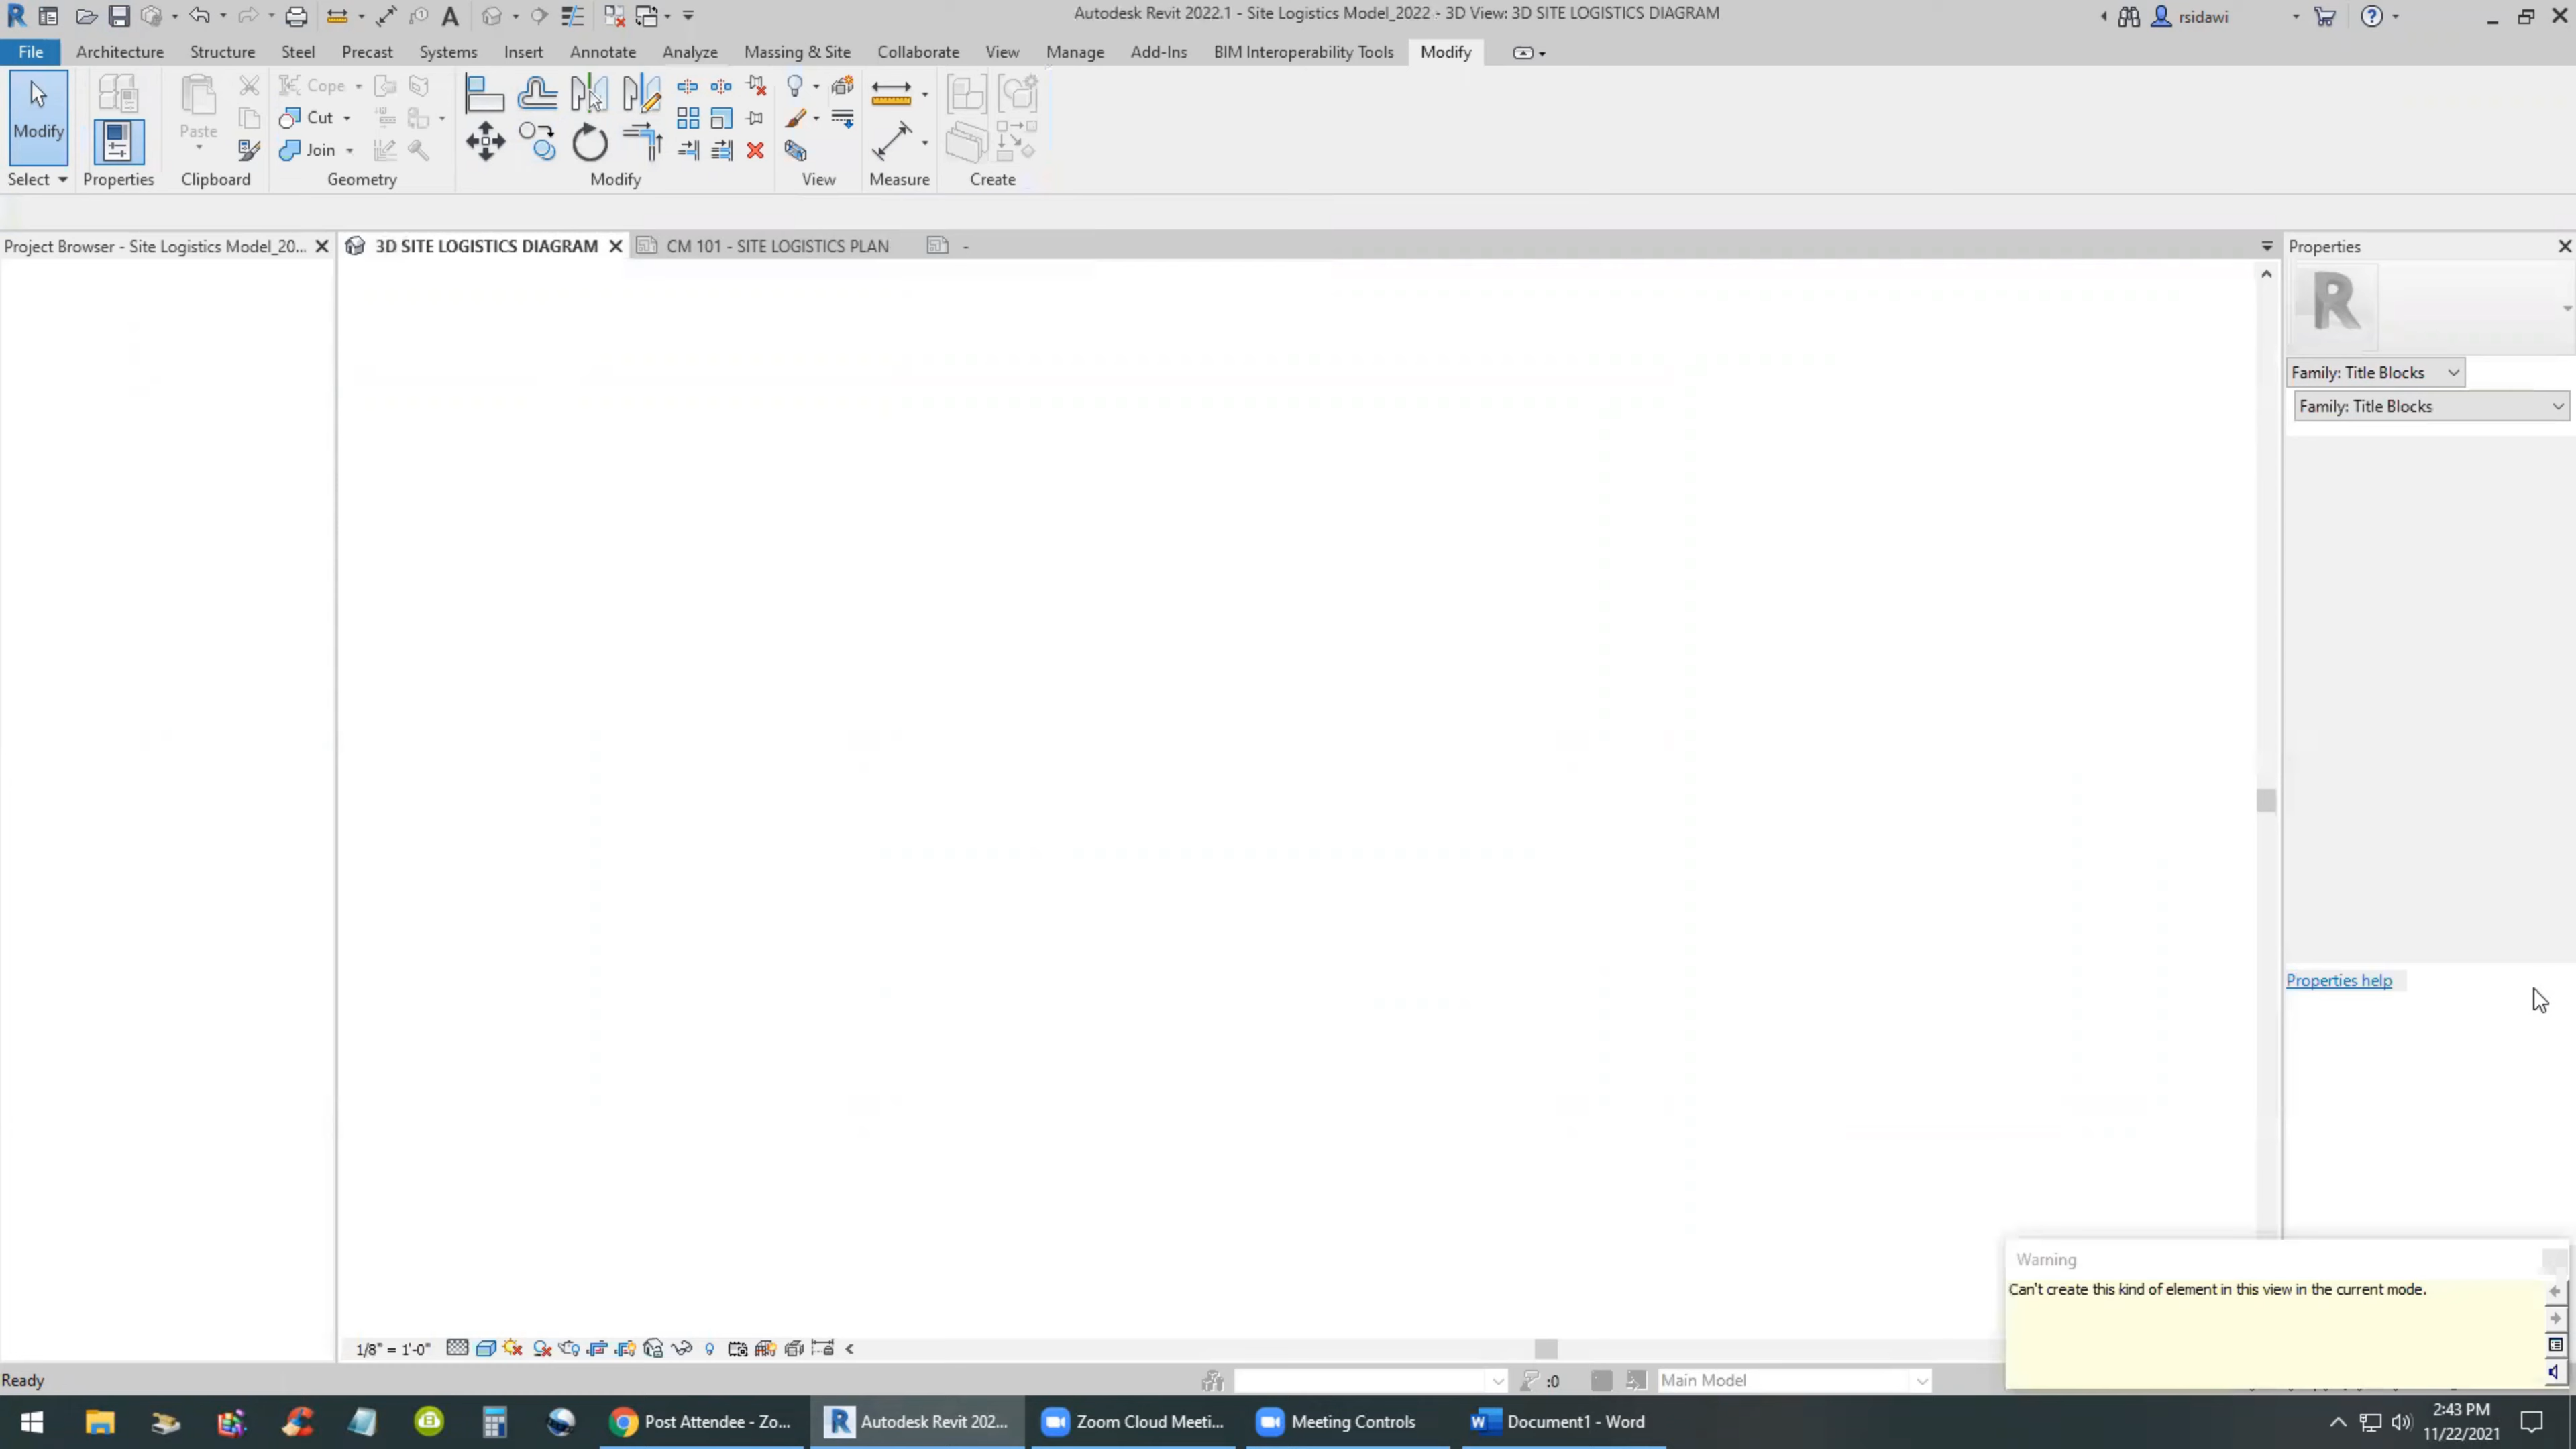 Autodesk Revit 2022.1 - Site Logistics Model_2022 - 3D View: 3D SITE LOGISTICS DIAGRAM
rsidawi
File Architecture Structure Steel Precast Systems Insert Annotate Analyze Massing & Site Collaborate View Manage Add-Ins BIM Interoperability Tools Modify
Modify
Paste
Cope
Cut
Join
Select Properties Clipboard Geometry Modify View Measure Create
Project Browser - Site Logistics Model_20...
3D SITE LOGISTICS DIAGRAM
CM 101 - SITE LOGISTICS PLAN
-
Properties
Family: Title Blocks
Family: Title Blocks
Properties help
Warning
Can't create this kind of element in this view in the current mode.
1/8" = 1'-0"
Ready
:0
Main Model
Post Attendee - Zo...
Autodesk Revit 202...
Zoom Cloud Meeti...
Meeting Controls
Document1 - Word
2:43 PM
11/22/2021